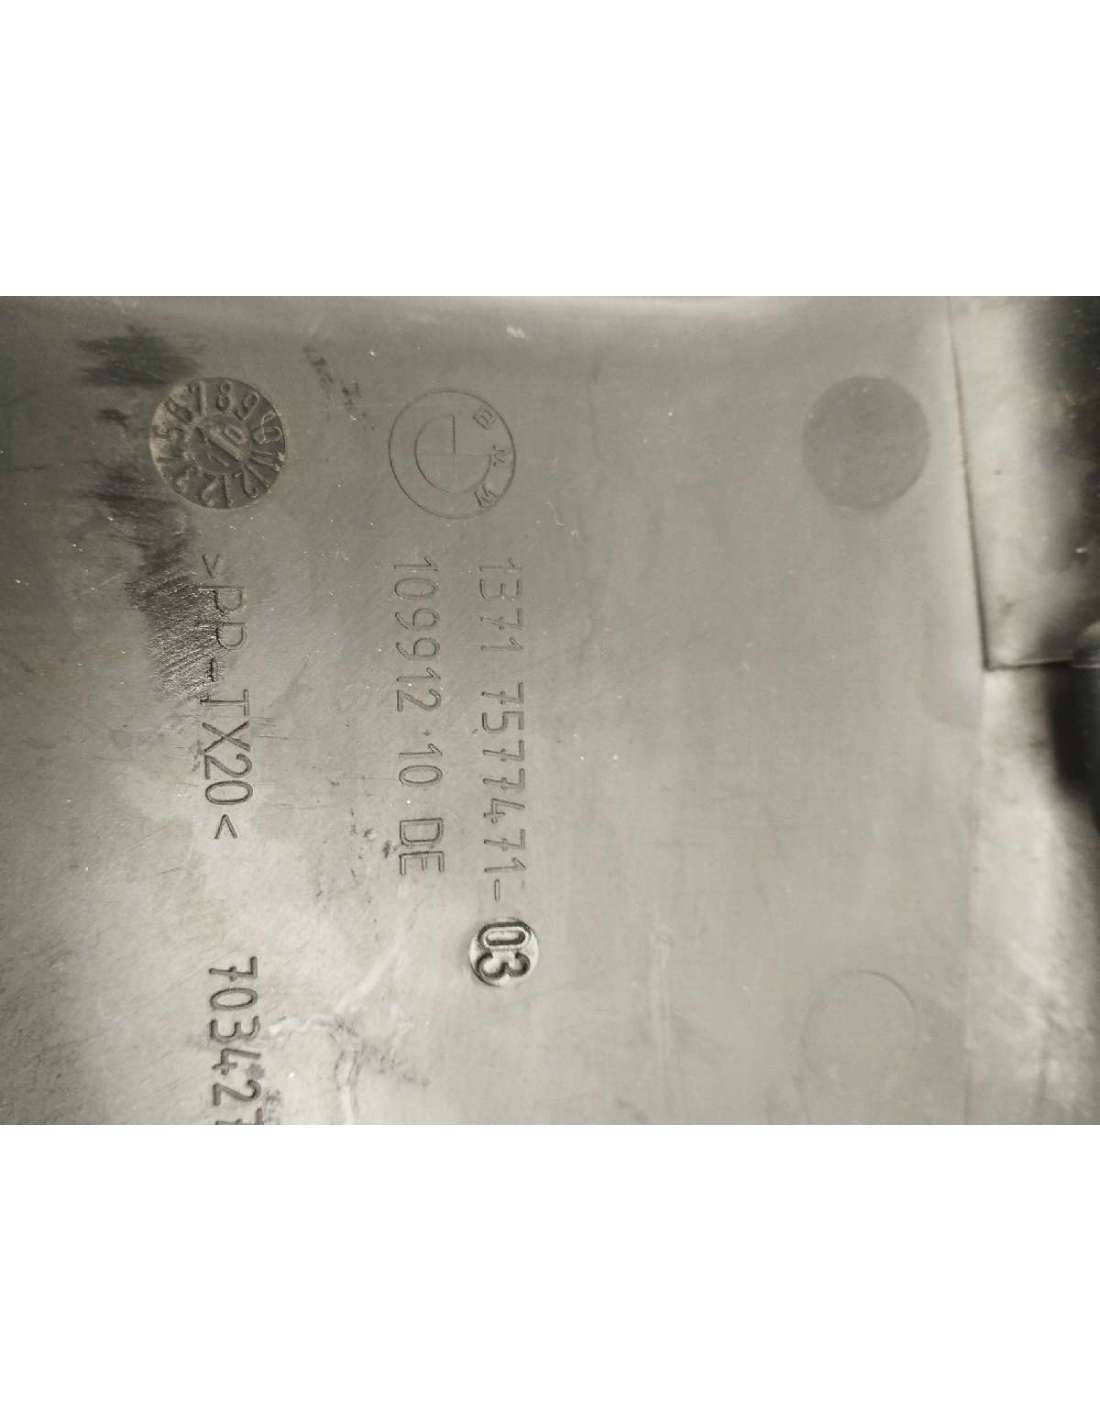 BMW
1371 7577471-03
109912·10 DE
>PP-TX20<
703427